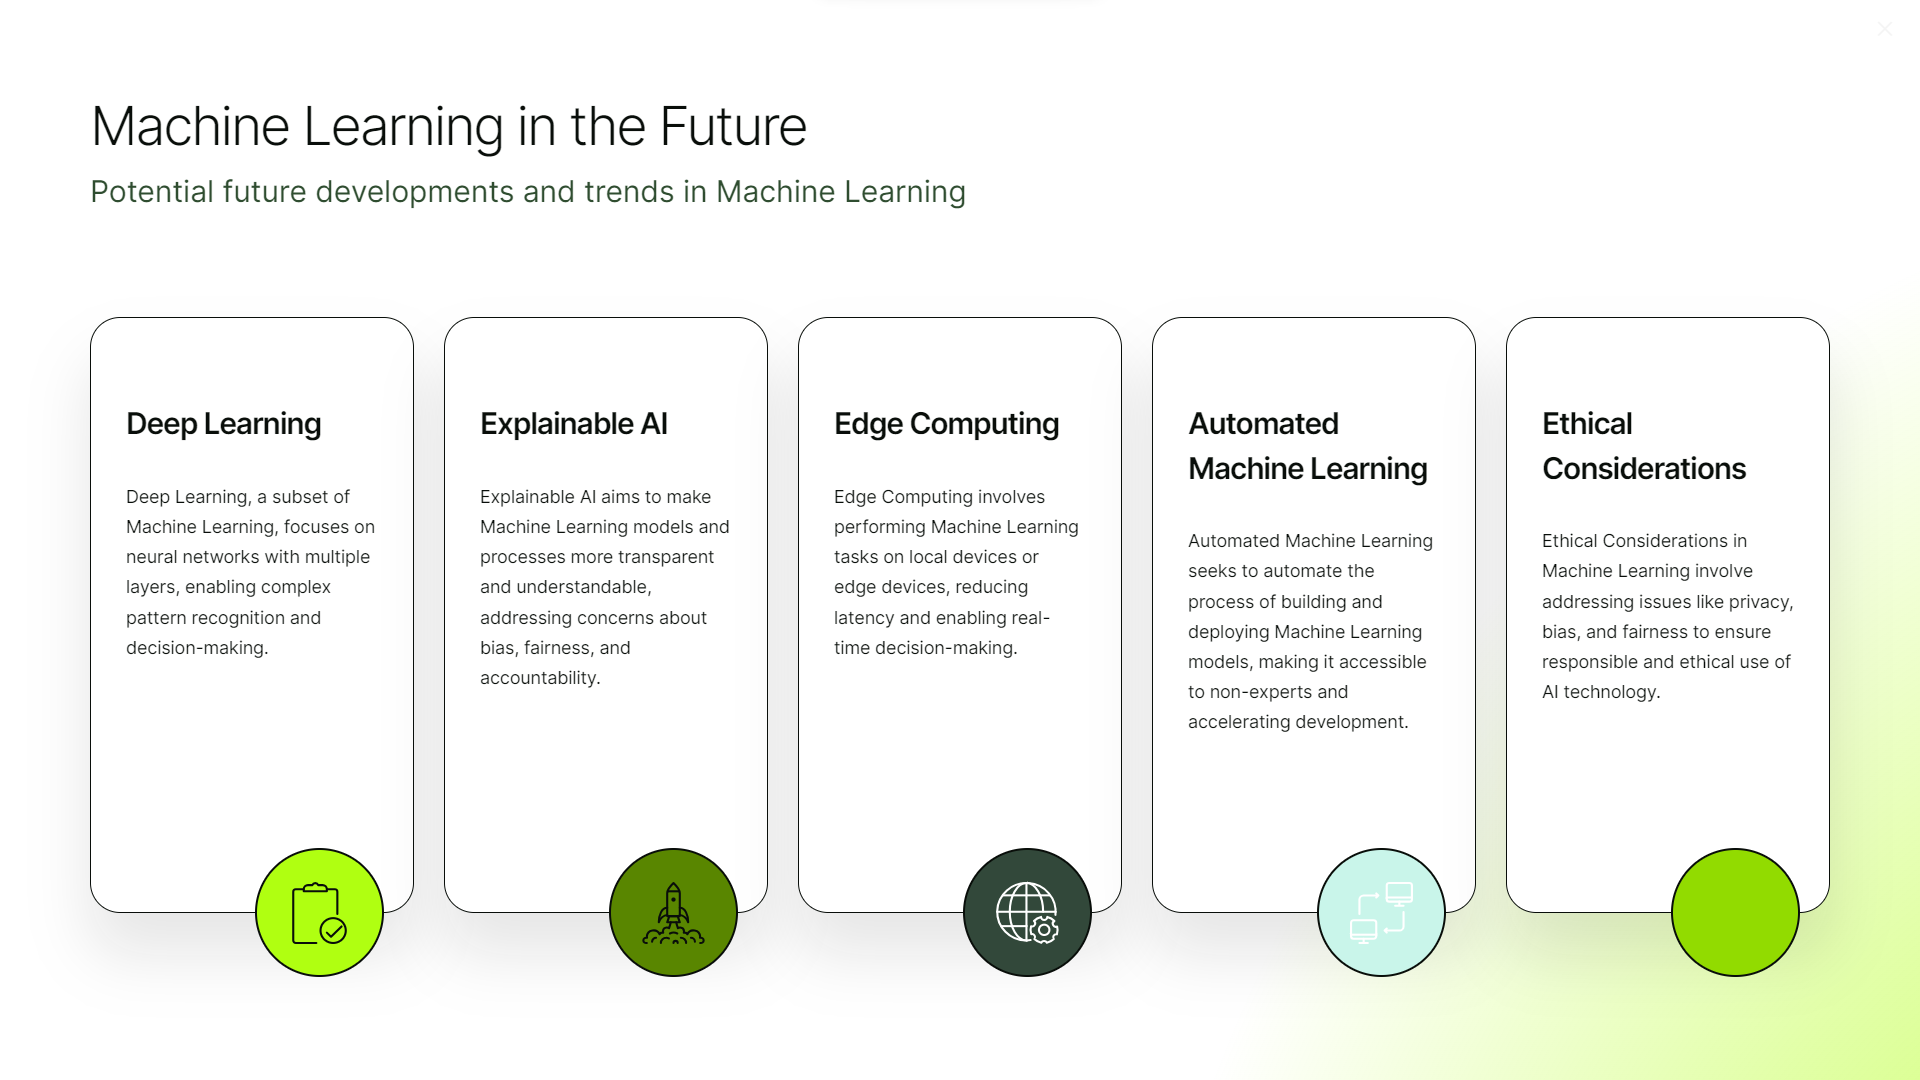 Machine Learning in the Future
Potential future developments and trends in Machine Learning
Deep Learning
Deep Learning, a subset of
Machine Learning, focuses on
neural networks with multiple
layers, enabling complex
pattern recognition and
decision-making.
Explainable AI
Explainable AI aims to make
Machine Learning models and
processes more transparent
and understandable,
addressing concerns about
bias, fairness, and
accountability.
Edge Computing
Edge Computing involves
performing Machine Learning
tasks on local devices or
edge devices, reducing
latency and enabling real-
time decision-making.
Automated
Machine Learning
Automated Machine Learning
seeks to automate the
process of building and
deploying Machine Learning
models, making it accessible
to non-experts and
accelerating development.
Ethical
Considerations
Ethical Considerations in
Machine Learning involve
addressing issues like privacy,
bias, and fairness to ensure
responsible and ethical use of
AI technology.